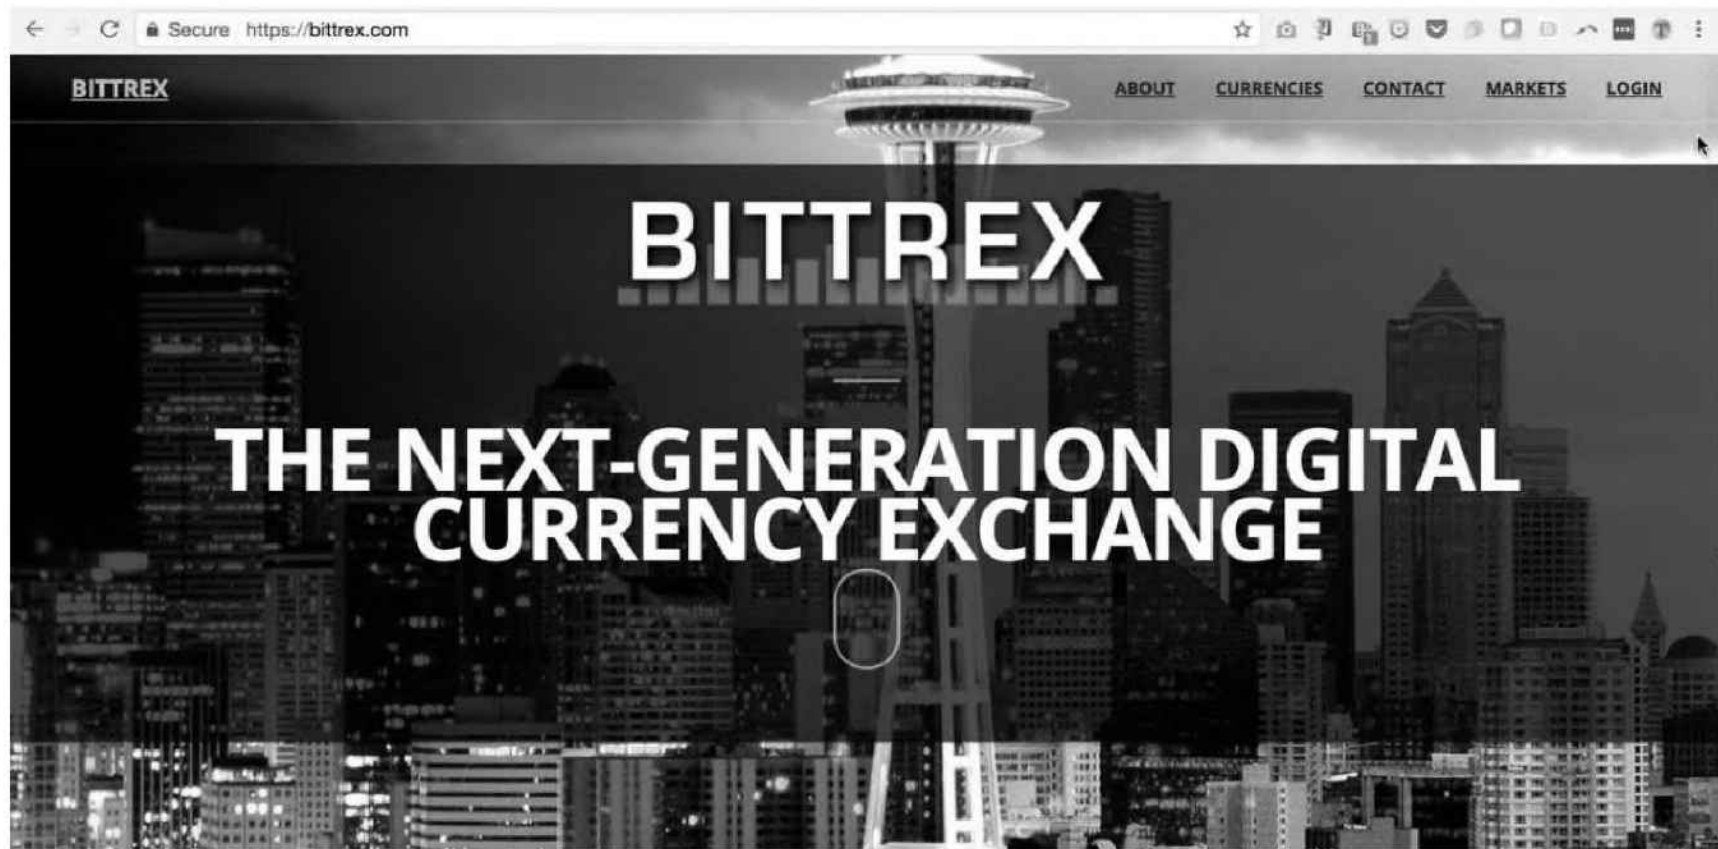 Secure https://bittrex.com
BITTREX ABOUT CURRENCIES CONTACT MARKETS LOGIN
BITTREX
THE NEXT-GENERATION DIGITAL
CURRENCY EXCHANGE